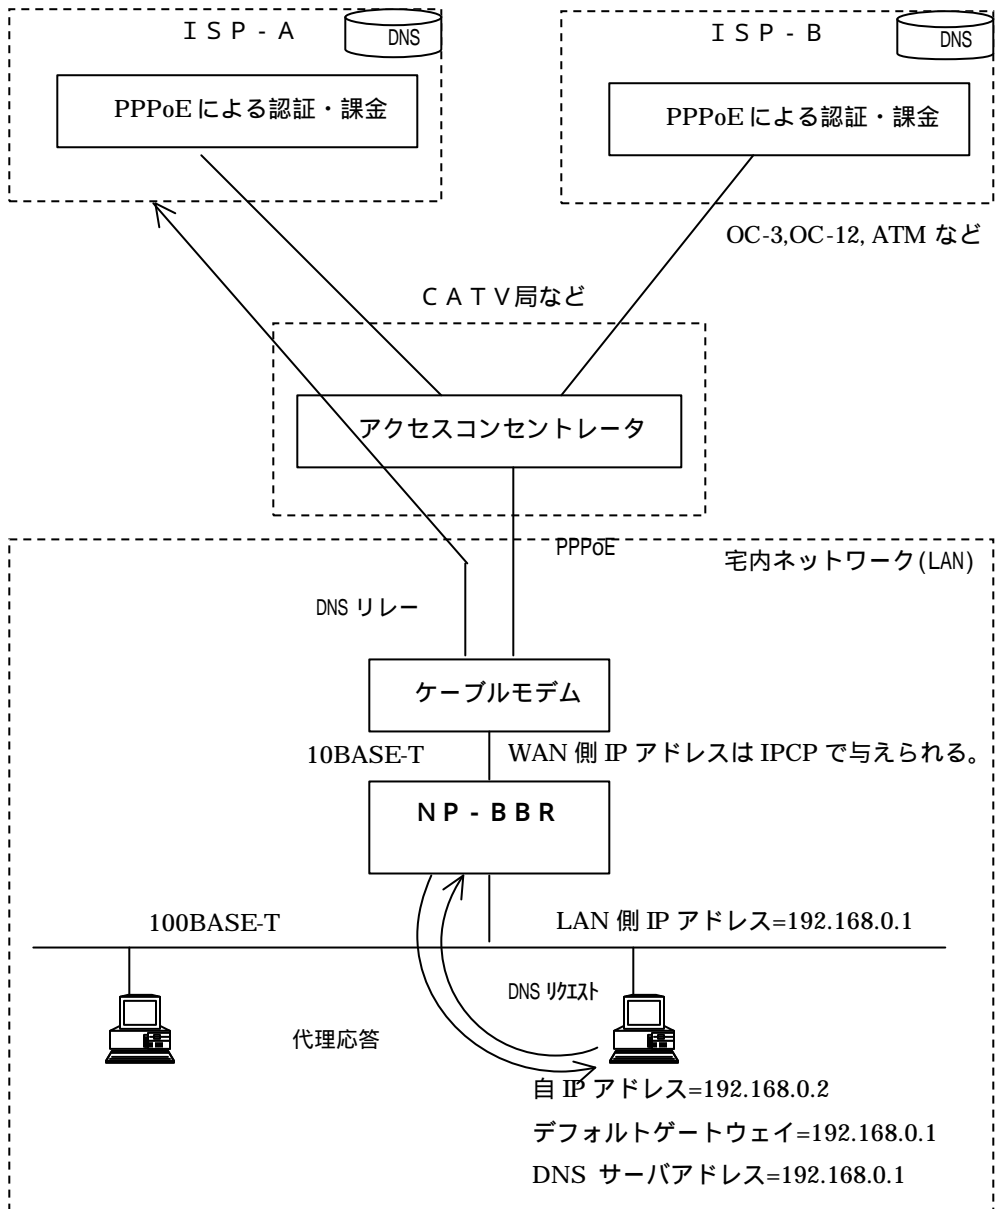 ＩＳＰ-Ａ
DNS
ＩＳＰ-Ｂ
DNS
PPPoE による認証・課金
PPPoE による認証・課金
OC-3,OC-12, ATM など
ＣＡＴＶ局など
アクセスコンセントレータ
PPPoE
宅内ネットワーク(LAN)
DNS リレー
ケーブルモデム
10BASE-T
WAN 側 IP アドレスは IPCP で与えられる。
ＮＰ-ＢＢＲ
100BASE-T
LAN 側 IP アドレス=192.168.0.1
DNS ﾘｸｴｽﾄ
代理応答
自 IP アドレス=192.168.0.2
デフォルトゲートウェイ=192.168.0.1
DNS サーバアドレス=192.168.0.1